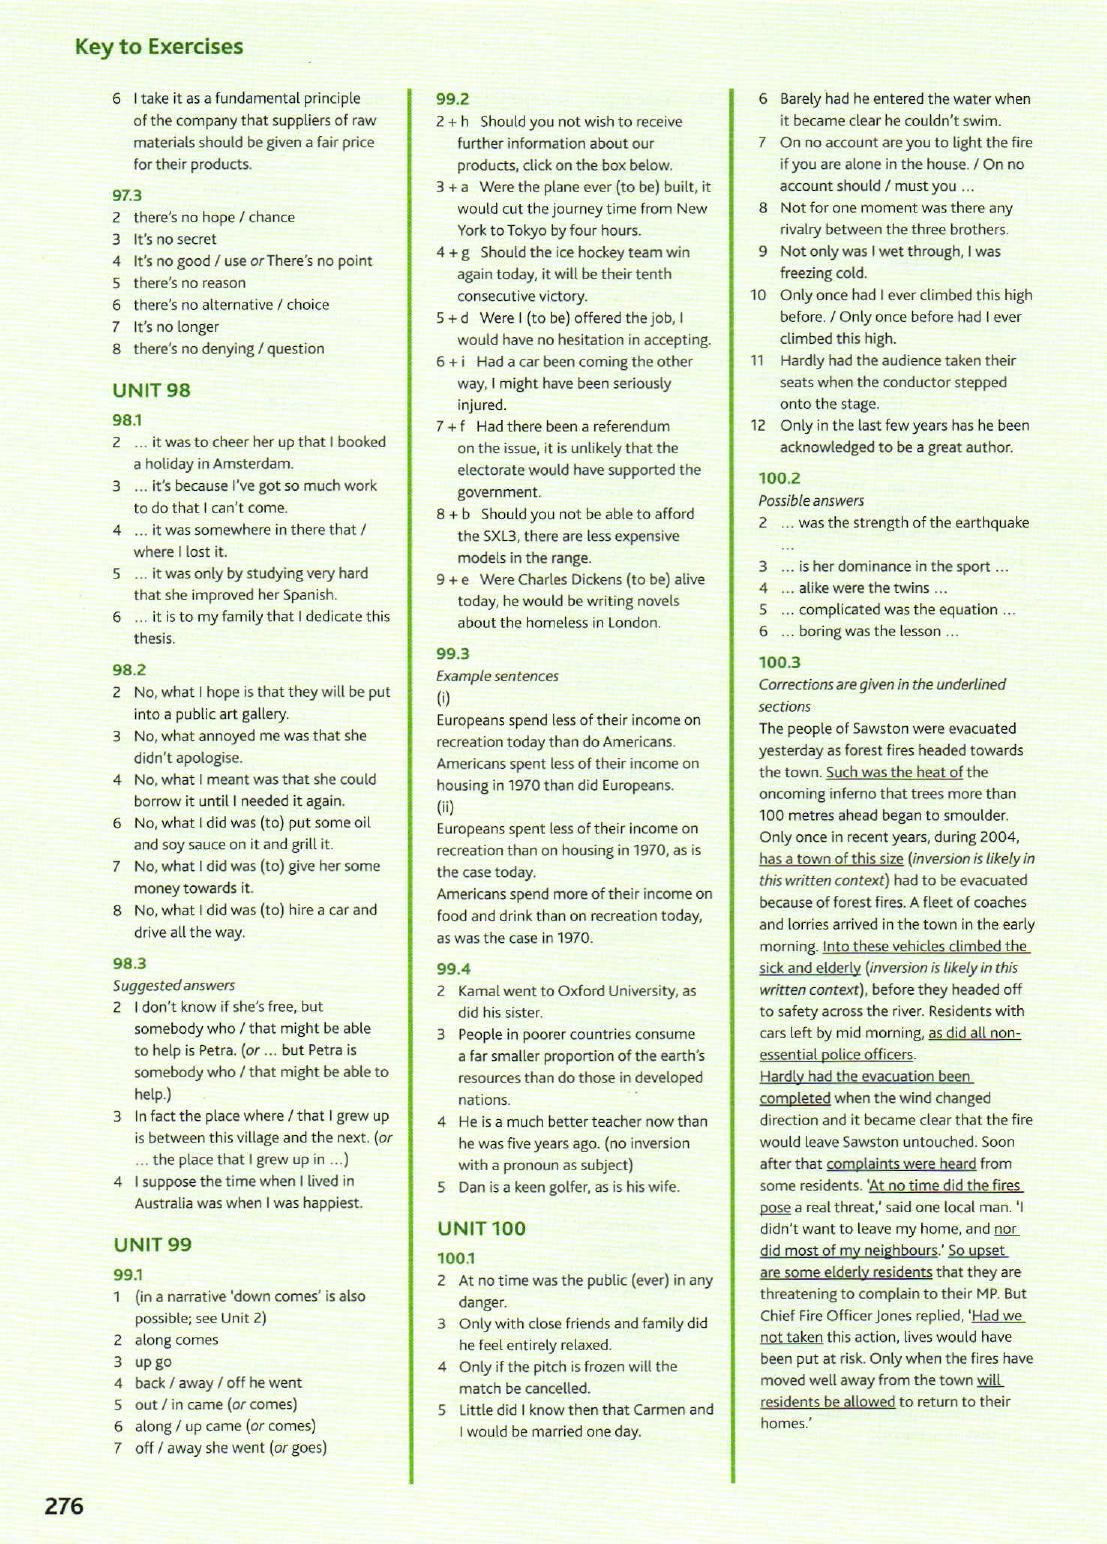 Key to Exercises
6 I take it as a fundamental principle
of the company that suppliers of raw
materials should be given a fair price
for their products.
97.3
2 there's no hope / chance
3 It's no secret
4 It's no good / use or There's no point
5 there's no reason
6 there's no alternative / choice
7 It's no longer
8 there's no denying / question
UNIT 98
98.1
2 ... it was to cheer her up that I booked
a holiday in Amsterdam.
3 ... it's because I've got so much work
to do that I can't come.
4 ... it was somewhere in there that /
where I lost it.
5 ... it was only by studying very hard
that she improved her Spanish.
6 ... it is to my family that I dedicate this
thesis.
98.2
2 No, what I hope is that they will be put
into a public art gallery.
3 No, what annoyed me was that she
didn't apologise.
4 No, what I meant was that she could
borrow it until I needed it again.
6 No, what I did was (to) put some oil
and soy sauce on it and grill it.
7 No, what I did was (to) give her some
money towards it.
8 No, what I did was (to) hire a car and
drive all the way.
98.3
Suggested answers
2 I don't know if she's free, but
somebody who / that might be able
to help is Petra. (or ... but Petra is
somebody who / that might be able to
help.)
3 In fact the place where / that I grew up
is between this village and the next. (or
... the place that I grew up in ...)
4 I suppose the time when I lived in
Australia was when I was happiest.
UNIT 99
99.1
1 (in a narrative 'down comes' is also
possible; see Unit 2)
2 along comes
3 up go
4 back / away / off he went
5 out / in came (or comes)
6 along / up came (or comes)
7 off / away she went (or goes)
99.2
2 + h Should you not wish to receive
further information about our
products, click on the box below.
3 + a Were the plane ever (to be) built, it
would cut the journey time from New
York to Tokyo by four hours.
4 + g Should the ice hockey team win
again today, it will be their tenth
consecutive victory.
5 + d Were I (to be) offered the job, I
would have no hesitation in accepting.
6 + i Had a car been coming the other
way, I might have been seriously
injured.
7 + f Had there been a referendum
on the issue, it is unlikely that the
electorate would have supported the
government.
8 + b Should you not be able to afford
the SXL3, there are less expensive
models in the range.
9 + e Were Charles Dickens (to be) alive
today, he would be writing novels
about the homeless in London.
99.3
Example sentences
(i)
Europeans spend less of their income on
recreation today than do Americans.
Americans spent less of their income on
housing in 1970 than did Europeans.
(ii)
Europeans spent less of their income on
recreation than on housing in 1970, as is
the case today.
Americans spend more of their income on
food and drink than on recreation today,
as was the case in 1970.
99.4
2 Kamal went to Oxford University, as
did his sister.
3 People in poorer countries consume
a far smaller proportion of the earth's
resources than do those in developed
nations.
4 He is a much better teacher now than
he was five years ago. (no inversion
with a pronoun as subject)
5 Dan is a keen golfer, as is his wife.
UNIT 100
100.1
2 At no time was the public (ever) in any
danger.
3 Only with close friends and family did
he feel entirely relaxed.
4 Only if the pitch is frozen will the
match be cancelled.
5 Little did I know then that Carmen and
I would be married one day.
6 Barely had he entered the water when
it became clear he couldn't swim.
7 On no account are you to light the fire
if you are alone in the house. / On no
account should / must you ...
8 Not for one moment was there any
rivalry between the three brothers.
9 Not only was I wet through, I was
freezing cold.
10 Only once had I ever climbed this high
before. / Only once before had I ever
climbed this high.
11 Hardly had the audience taken their
seats when the conductor stepped
onto the stage.
12 Only in the last few years has he been
acknowledged to be a great author.
100.2
Possible answers
2 ... was the strength of the earthquake
...
3 ... is her dominance in the sport ...
4 ... alike were the twins ...
5 ... complicated was the equation ...
6 ... boring was the lesson ...
100.3
Corrections are given in the underlined
sections
The people of Sawston were evacuated
yesterday as forest fires headed towards
the town. Such was the heat of the
oncoming inferno that trees more than
100 metres ahead began to smoulder.
Only once in recent years, during 2004,
has a town of this size (inversion is likely in
this written context) had to be evacuated
because of forest fires. A fleet of coaches
and lorries arrived in the town in the early
morning. Into these vehicles climbed the
sick and elderly (inversion is likely in this
written context), before they headed off
to safety across the river. Residents with
cars left by mid morning, as did all non-
essential police officers.
Hardly had the evacuation been
completed when the wind changed
direction and it became clear that the fire
would leave Sawston untouched. Soon
after that complaints were heard from
some residents. 'At no time did the fires
pose a real threat,' said one local man. 'I
didn't want to leave my home, and nor
did most of my neighbours.' So upset
are some elderly residents that they are
threatening to complain to their MP. But
Chief Fire Officer Jones replied, 'Had we
not taken this action, lives would have
been put at risk. Only when the fires have
moved well away from the town will
residents be allowed to return to their
homes.'
276